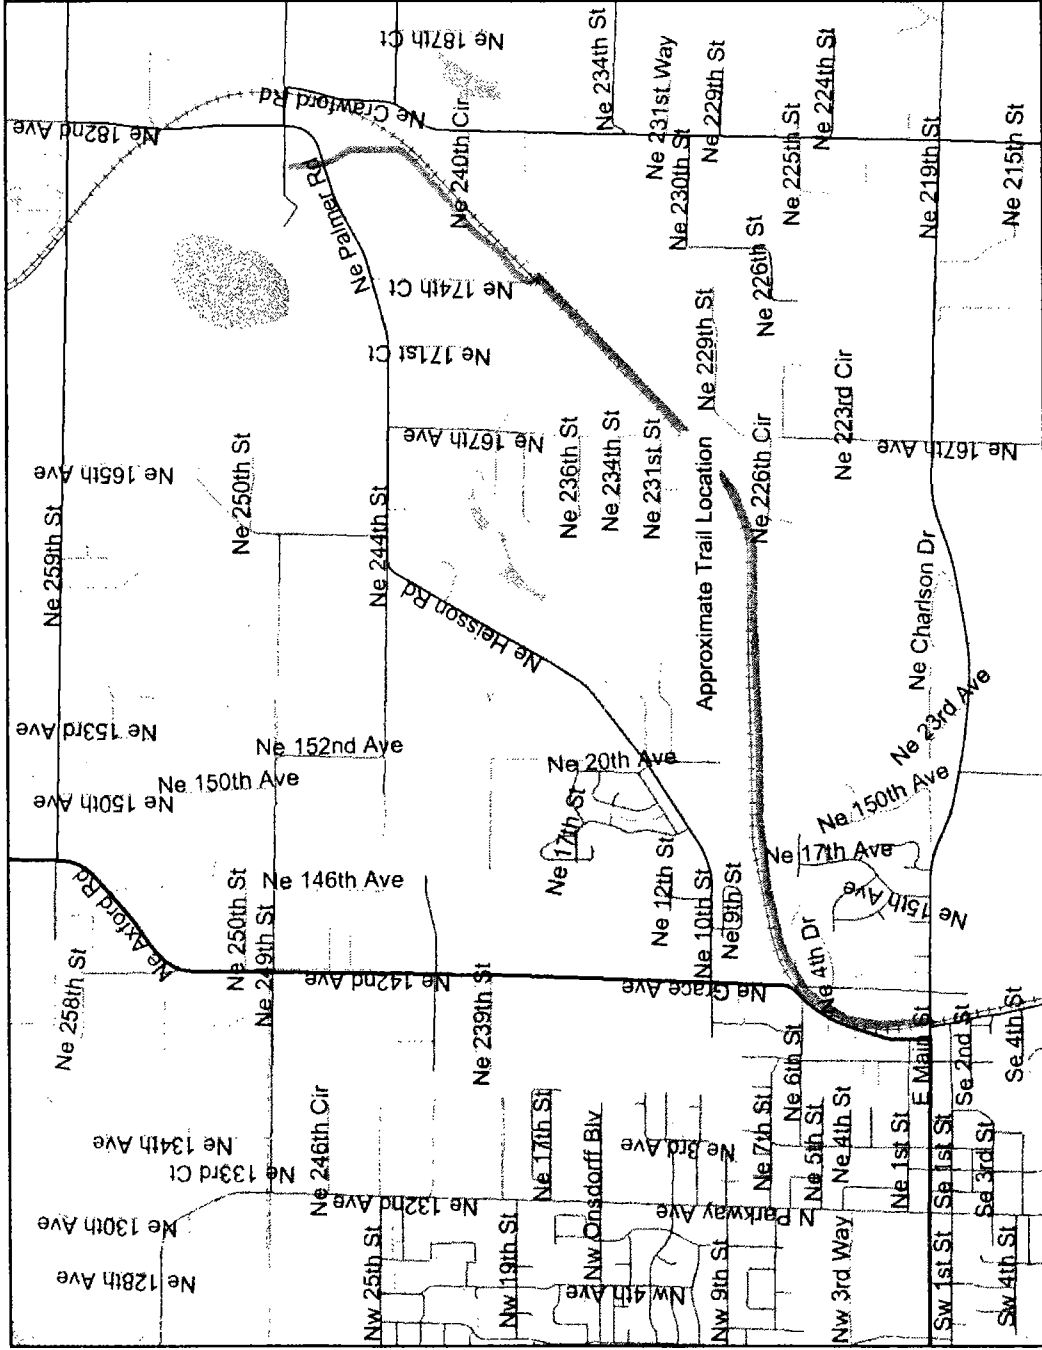 Ne 187th Ct
Ne 182nd Ave
Ne Crawford Rd
Ne 240th Cir
Ne 234th St
Ne 231st Way
Ne 229th St
Ne 224th St
Ne 230th St
Ne 225th St
Ne 219th St
Ne 215th St
Ne Palmer Rd
Ne 174th Ct
Ne 171st Ct
Ne 226th St
Ne 229th St
Ne 223rd Cir
Ne 167th Ave
Ne 167th Ave
Ne 165th Ave
Ne 250th St
Ne 259th St
Ne 244th St
Ne 236th St
Ne 234th St
Ne 231st St
Approximate Trail Location
Ne 226th Cir
Ne Heisson Rd
Ne Charlson Dr
Ne 23rd Ave
Ne 153rd Ave
Ne 152nd Ave
Ne 150th Ave
Ne 150th Ave
Ne 150th Ave
Ne 20th Ave
Ne 17th St
Ne 17th Ave
Ne 15th Ave
Ne Axford Rd
Ne 146th Ave
Ne 250th St
Ne 249th St
Ne 258th St
Ne 142nd Ave
Ne 239th St
Ne 12th St
Ne 10th St
Ne 9th St
Ne Grace Ave
Ne 4th Dr
Ne 6th St
E Main St
Se 2nd St
Se 4th St
Ne 134th Ave
Ne 133rd Ct
Ne 246th Cir
Ne 132nd Ave
Ne 130th Ave
Ne 128th Ave
Ne 17th St
Nw Onsdorff Blv
Ne 3rd Ave
Ne 7th St
Ne 5th St
Ne 4th St
Ne 1st St
Se 1st St
Se 3rd St
N Parkway Ave
Nw 25th St
Nw 19th St
Nw 4th Ave
Nw 9th St
Nw 3rd Way
Sw 1st St
Sw 4th St